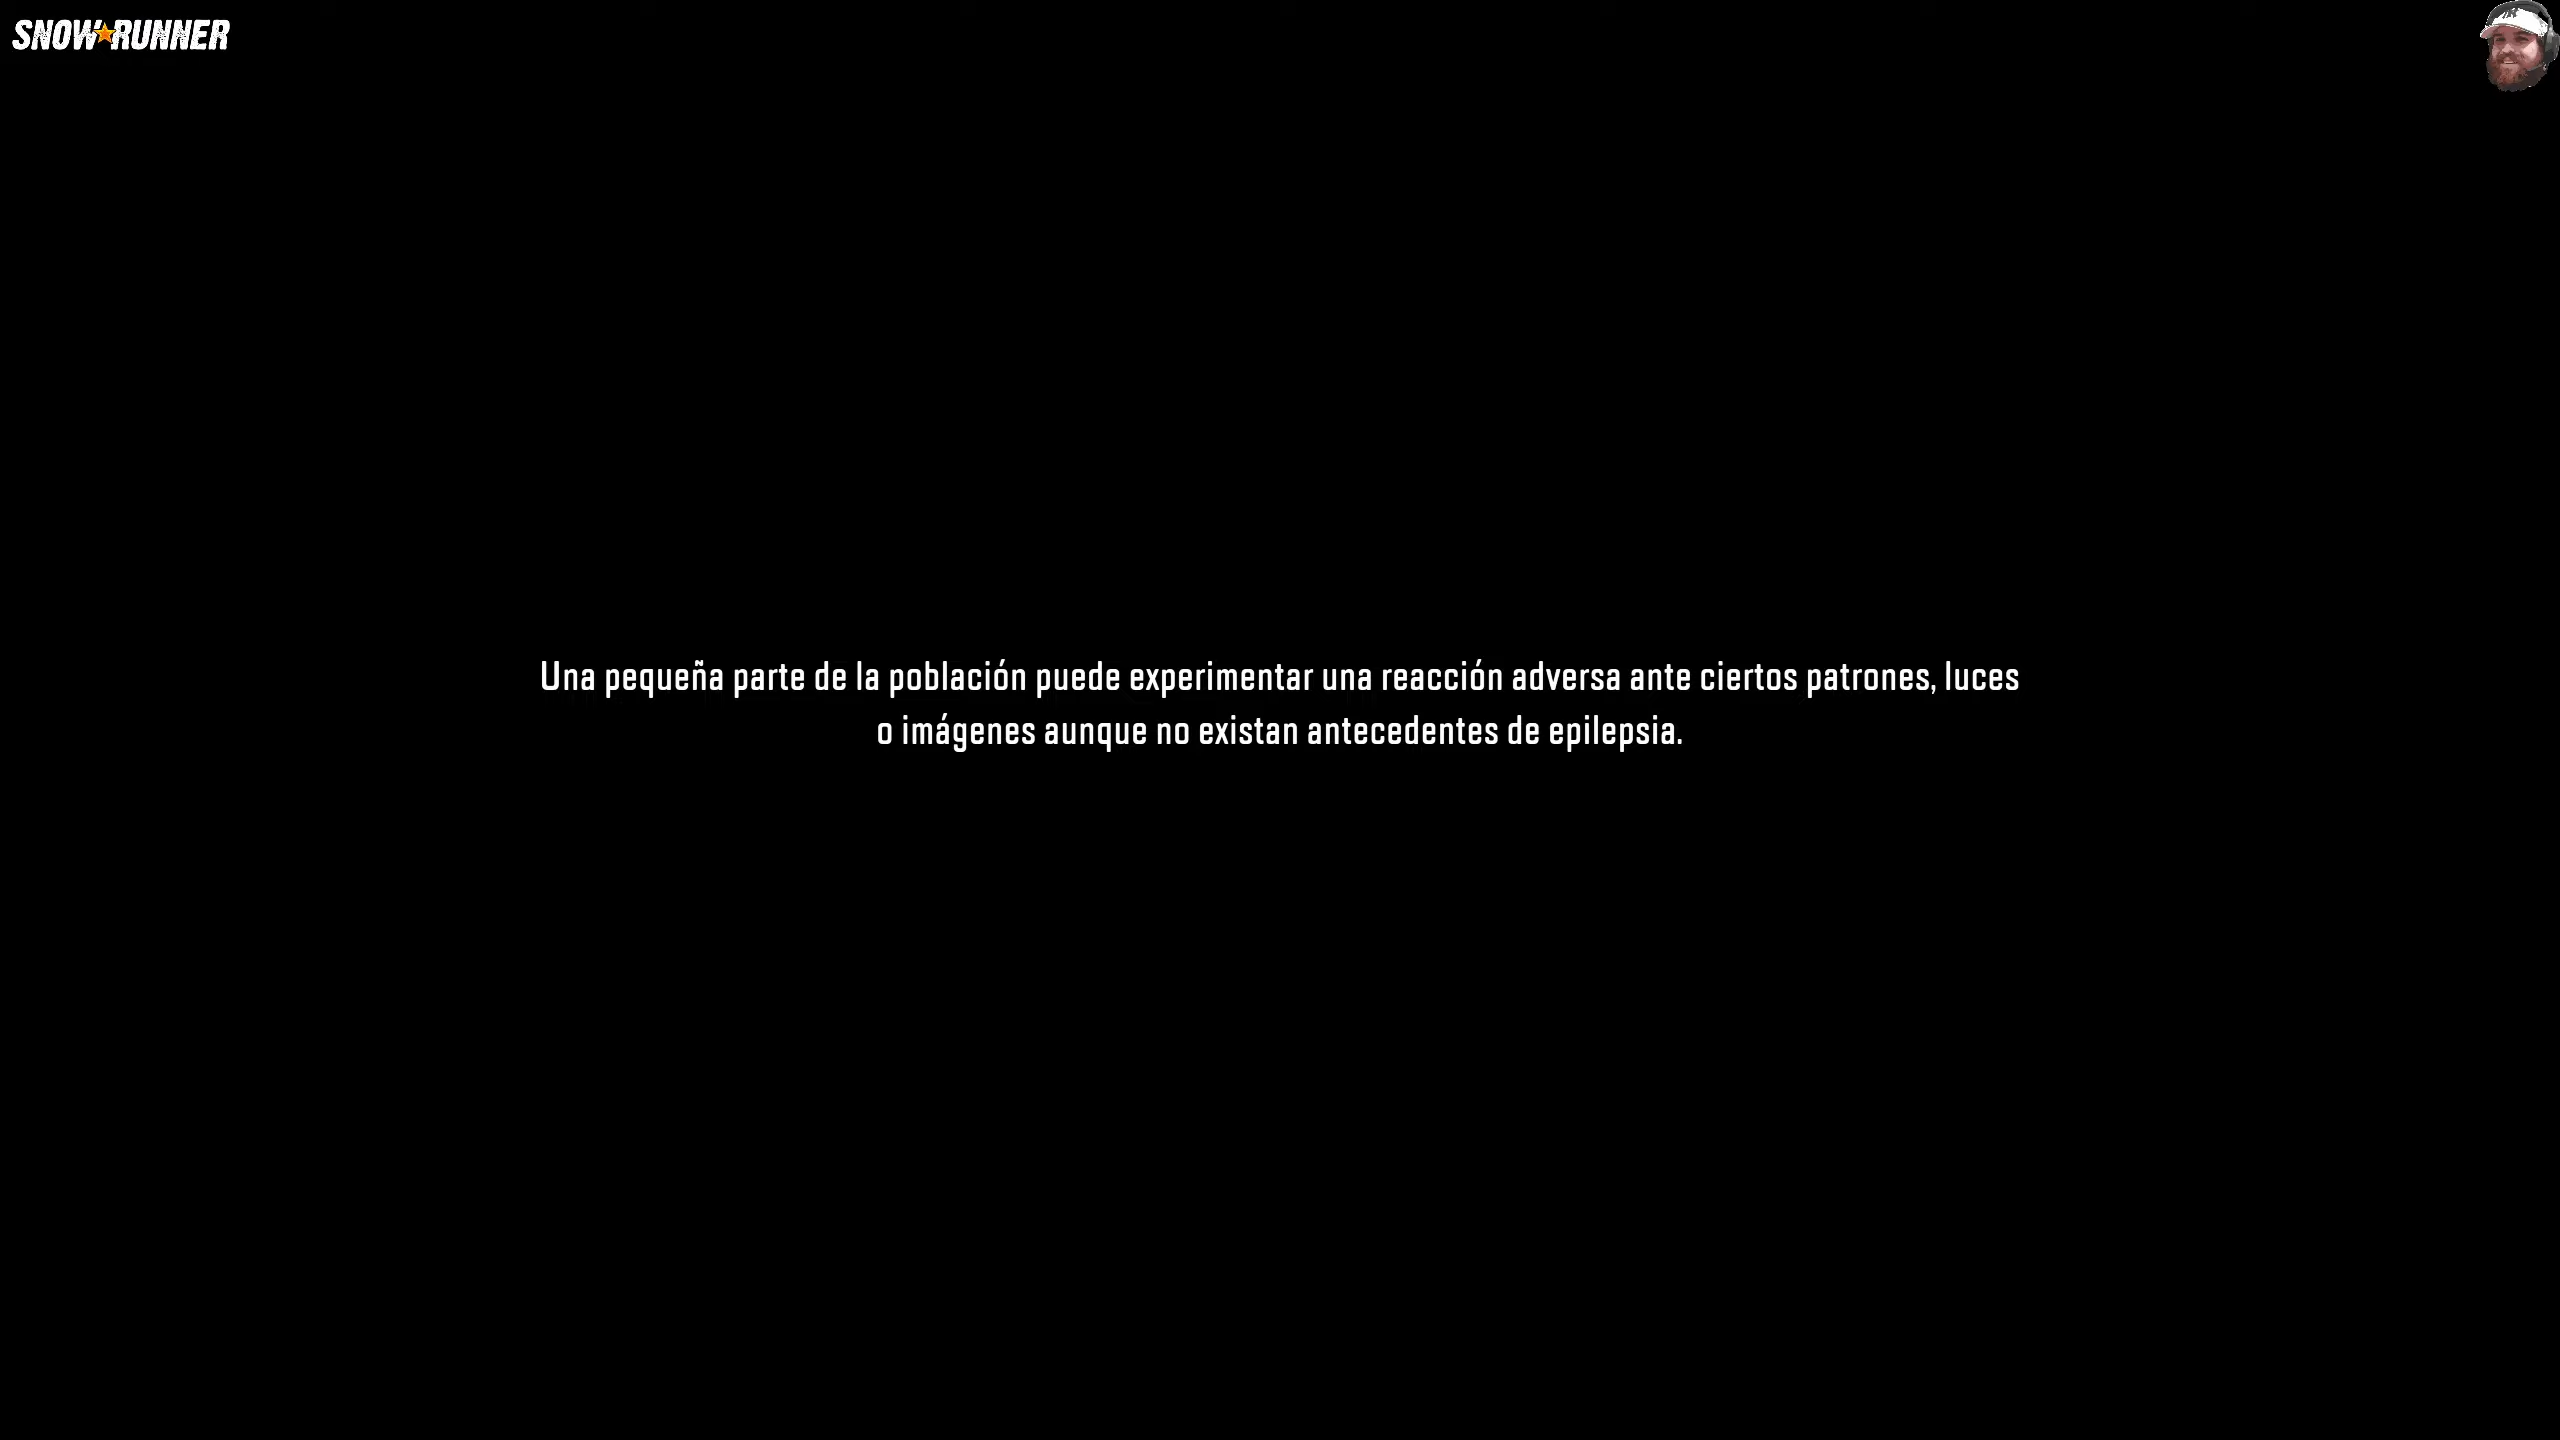 SNOWRUNNER
Una pequeña parte de la población puede experimentar una reacción adversa ante ciertos patrones, luces
o imágenes aunque no existan antecedentes de epilepsia.